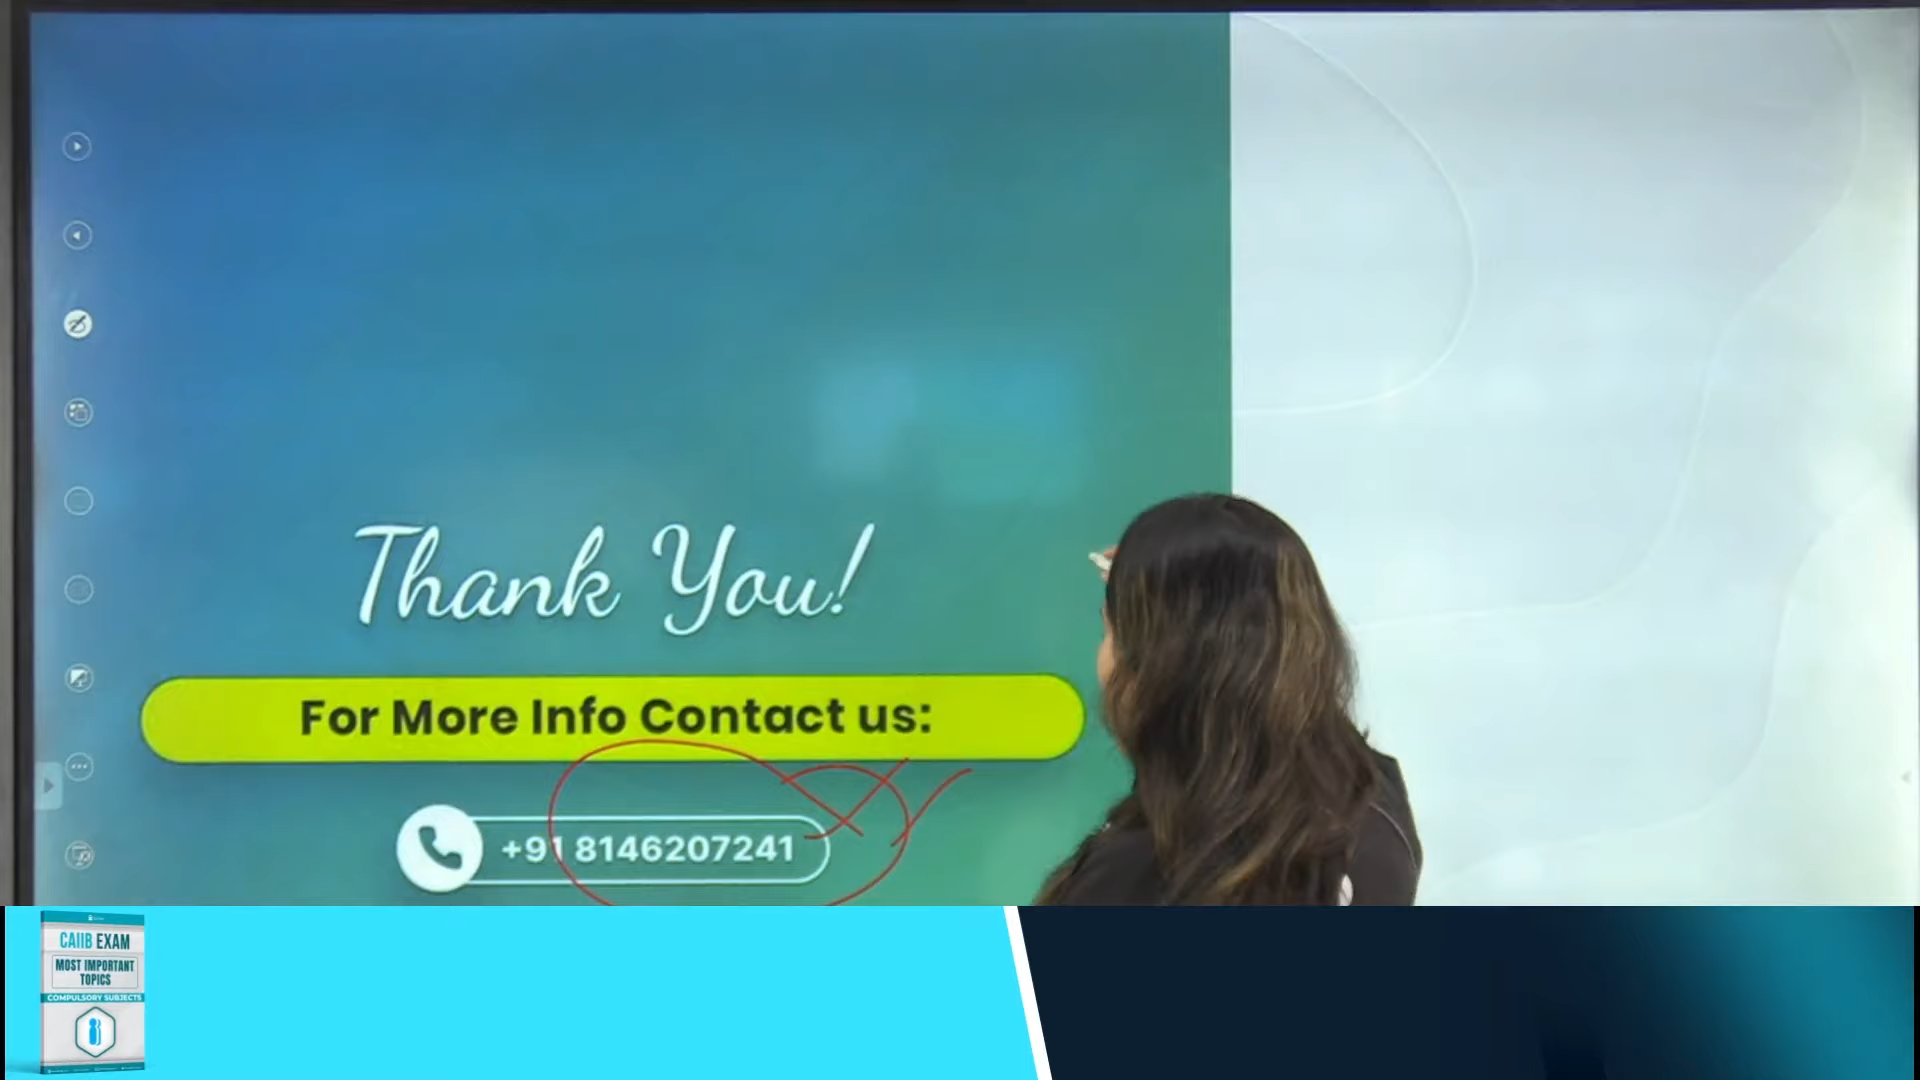 Thank You!
For More Info Contact us:
+91 8146207241
CAIIB EXAM
MOST IMPORTANT
TOPICS
COMPULSORY SUBJECTS